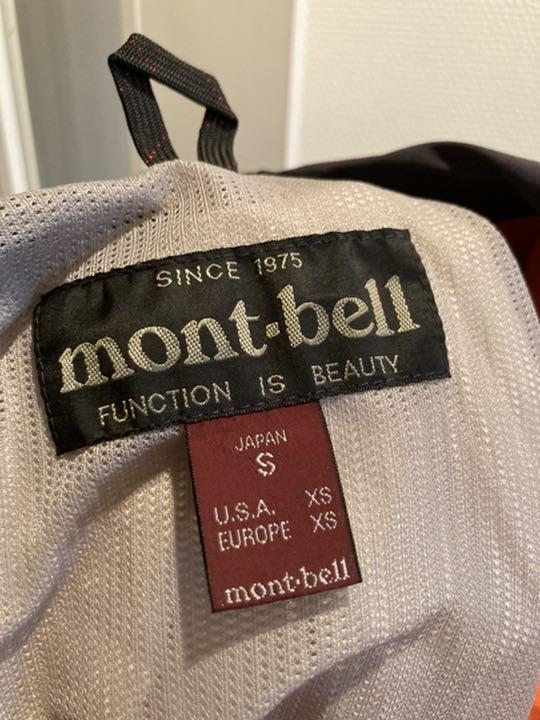 SINCE 1975
mont-bell
FUNCTION IS BEAUTY
JAPAN
S
U.S.A. XS
EUROPE XS
mont-bell